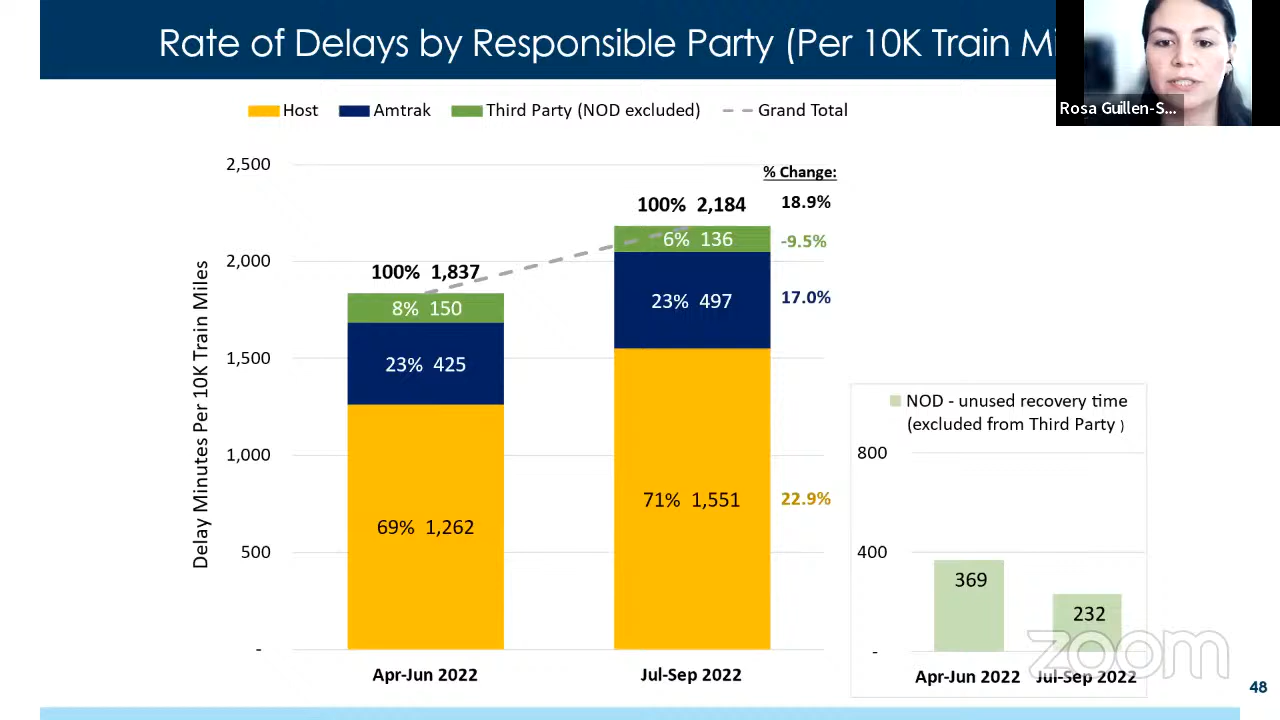 Rate of Delays by Responsible Party (Per 10K Train Mi
Rosa Guillen-S...
Host Amtrak Third Party (NOD excluded) Grand Total
% Change:
2,500
2,000
1,500
1,000
500
-
Delay Minutes Per 10K Train Miles
100% 1,837
8% 150
23% 425
69% 1,262
100% 2,184
6% 136
23% 497
71% 1,551
18.9%
-9.5%
17.0%
22.9%
Apr-Jun 2022 Jul-Sep 2022
NOD - unused recovery time
(excluded from Third Party )
800
400
-
369
232
Apr-Jun 2022 Jul-Sep 2022
zoom
48